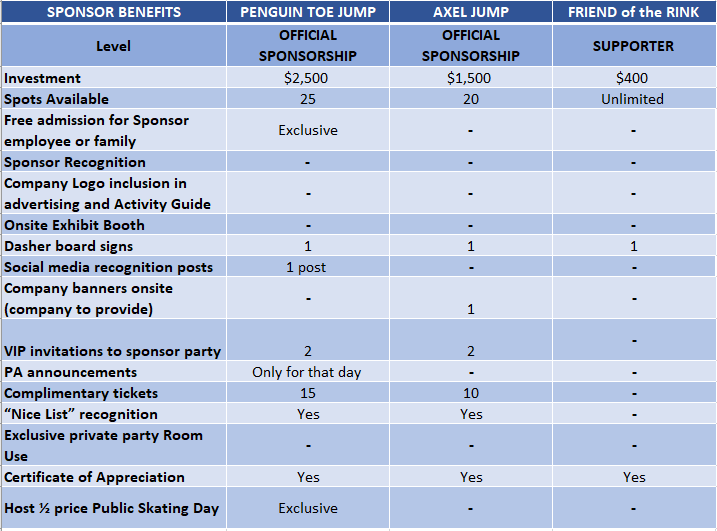 SPONSOR BENEFITS PENGUIN TOE JUMP AXEL JUMP FRIEND of the RINK
Level OFFICIAL SPONSORSHIP OFFICIAL SPONSORSHIP SUPPORTER
Investment $2,500 $1,500 $400
Spots Available 25 20 Unlimited
Free admission for Sponsor employee or family Exclusive - -
Sponsor Recognition - - -
Company Logo inclusion in advertising and Activity Guide - - -
Onsite Exhibit Booth - - -
Dasher board signs 1 1 1
Social media recognition posts 1 post - -
Company banners onsite (company to provide) - 1 -
VIP invitations to sponsor party 2 2 -
PA announcements Only for that day - -
Complimentary tickets 15 10 -
“Nice List” recognition Yes Yes -
Exclusive private party Room Use - - -
Certificate of Appreciation Yes Yes Yes
Host ½ price Public Skating Day Exclusive - -